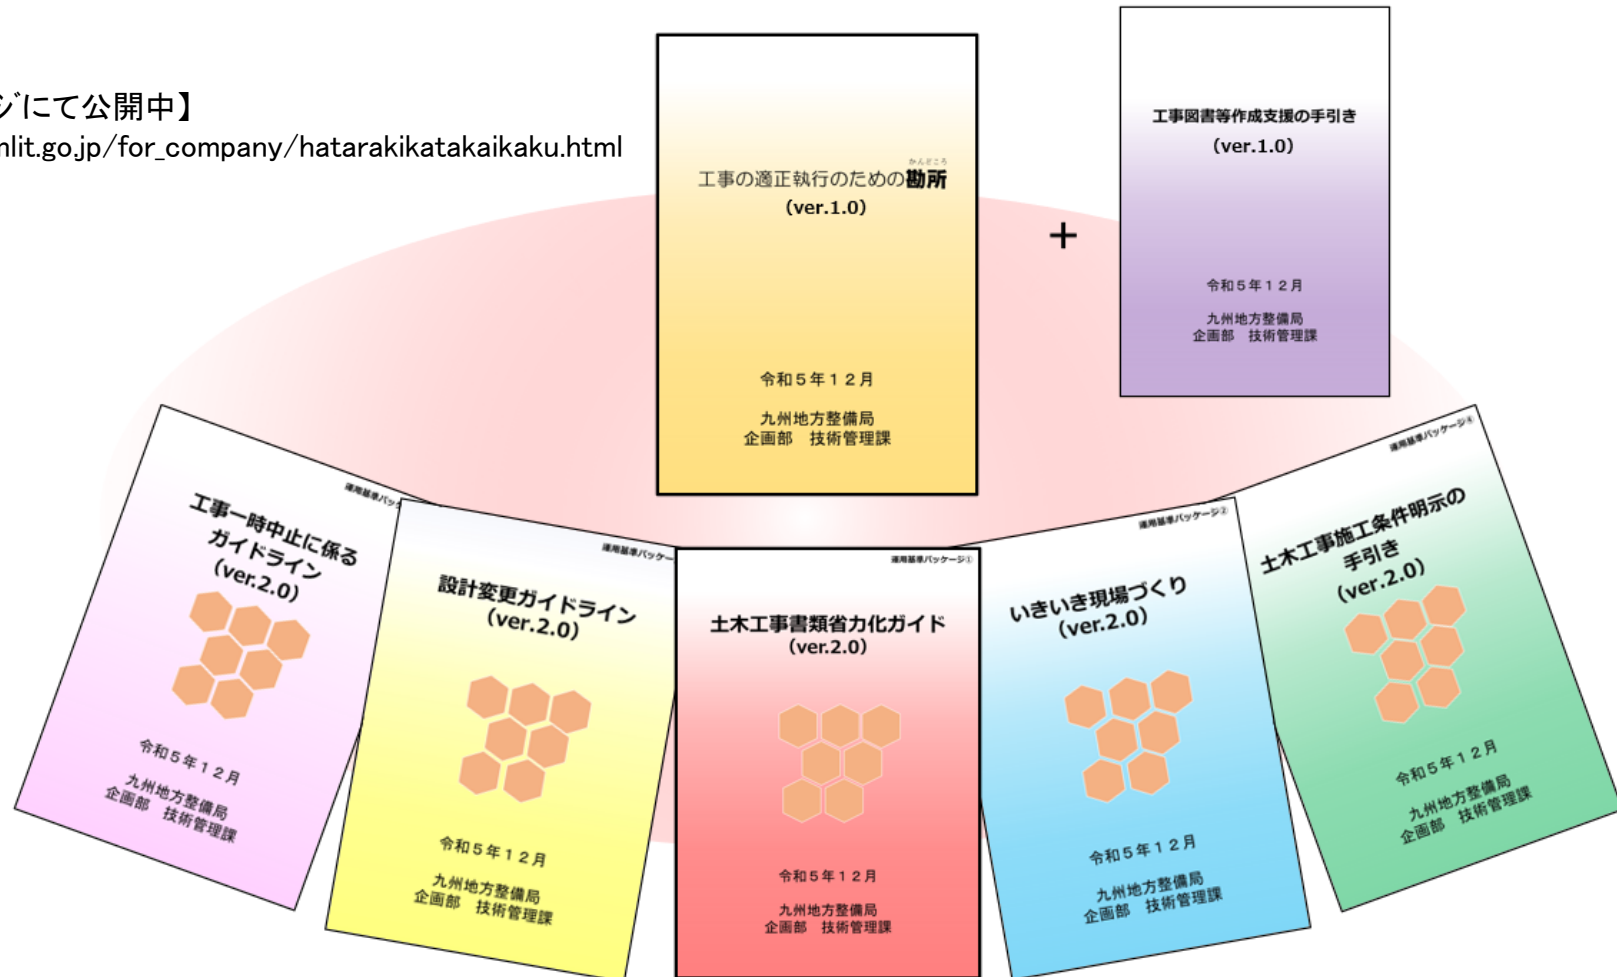 ジにて公開中】
mlit.go.jp/for_company/hatarakikatakaikaku.html
かんどころ
工事の適正執行のための勘所
(ver.1.0)
令和5年12月
九州地方整備局
企画部 技術管理課
+
工事図書等作成支援の手引き
(ver.1.0)
令和5年12月
九州地方整備局
企画部 技術管理課
運用基準パッケ
工事一時中止に係る
ガイドライン
(ver.2.0)
令和5年12月
九州地方整備局
企画部 技術管理課
運用基準パッケー
設計変更ガイドライン
(ver.2.0)
令和5年12月
九州地方整備局
企画部 技術管理課
運用基準パッケージ①
土木工事書類省力化ガイド
(ver.2.0)
令和5年12月
九州地方整備局
企画部 技術管理課
運用基準パッケージ②
いきいき現場づくり
(ver.2.0)
令和5年12月
九州地方整備局
企画部 技術管理課
運用基準パッケージ④
土木工事施工条件明示の
手引き
(ver.2.0)
令和5年12月
九州地方整備局
企画部 技術管理課